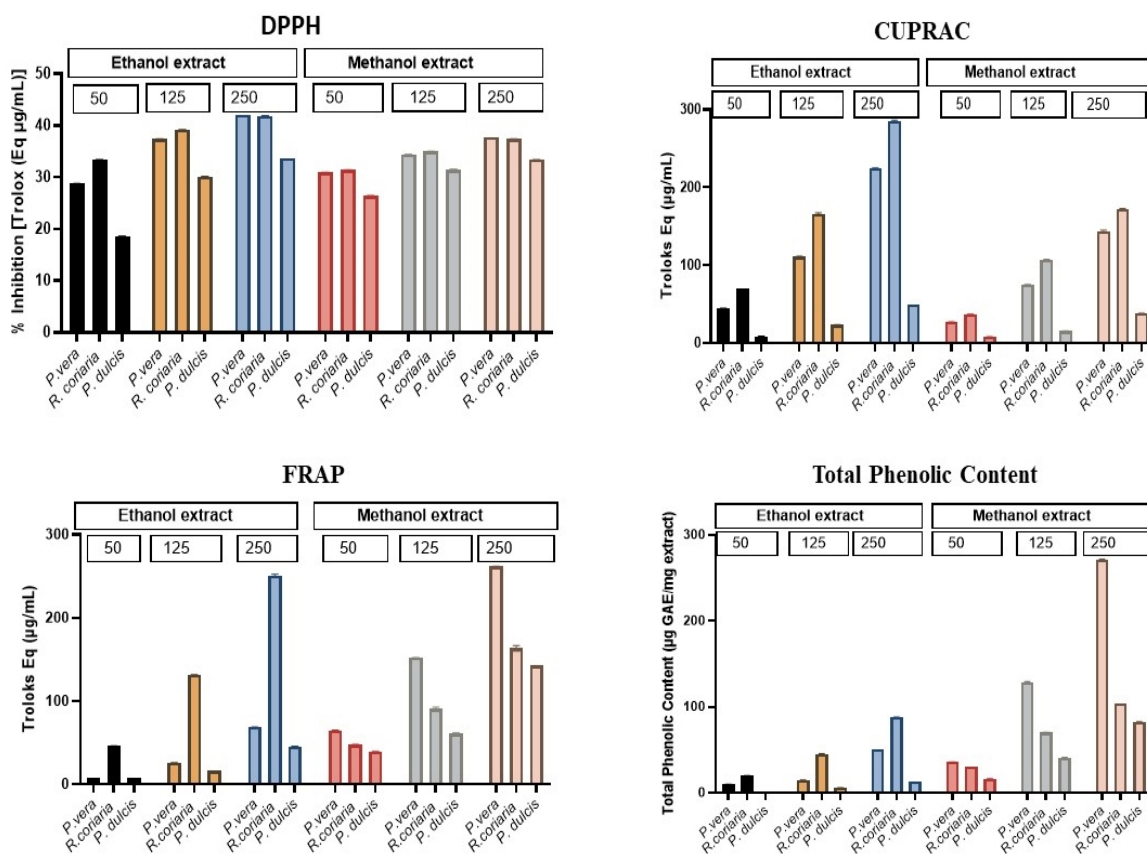 DPPH
Ethanol extract
Methanol extract
50
125
250
50
125
250
% Inhibition [Trolox (Eq µg/mL)]
50
40
30
20
10
0
P.vera
R. coriaria
P. dulcis
P.vera
R. coriaria
P. dulcis
P.vera
R. coriaria
P. dulcis
P.vera
R. coriaria
P. dulcis
P.vera
R. coriaria
P. dulcis
P.vera
R. coriaria
P. dulcis
CUPRAC
Ethanol extract
Methanol extract
50
125
250
50
125
250
Troloks Eq (µg/mL)
300
200
100
0
P.vera
R.coriaria
P. dulcis
P.vera
R.coriaria
P. dulcis
P.vera
R.coriaria
P. dulcis
P.vera
R.coriaria
P. dulcis
P.vera
R.coriaria
P. dulcis
P.vera
R.coriaria
P. dulcis
FRAP
Ethanol extract
Methanol extract
50
125
250
50
125
250
Troloks Eq (µg/mL)
300
200
100
0
P.vera
R.coriaria
P. dulcis
P.vera
R.coriaria
P. dulcis
P.vera
R.coriaria
P. dulcis
P.vera
R.coriaria
P. dulcis
P.vera
R.coriaria
P. dulcis
P.vera
R.coriaria
P. dulcis
Total Phenolic Content
Ethanol extract
Methanol extract
50
125
250
50
125
250
Total Phenolic Content (µg GAE/mg extract)
300
200
100
0
P.vera
R.coriaria
P. dulcis
P.vera
R.coriaria
P. dulcis
P.vera
R.coriaria
P. dulcis
P.vera
R.coriaria
P. dulcis
P.vera
R.coriaria
P. dulcis
P.vera
R.coriaria
P. dulcis